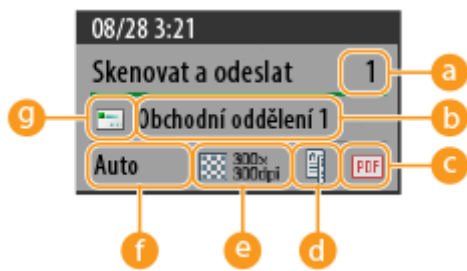 08/28 3:21
Skenovat a odeslat 1 a
g Obchodní oddělení 1 b
Auto 300× 300dpi PDF c
f e d